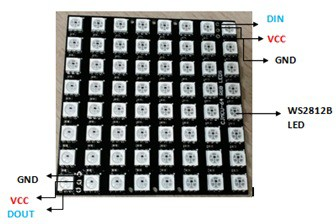 DIN
VCC
GND
WS2812B
LED
GND
VCC
DOUT